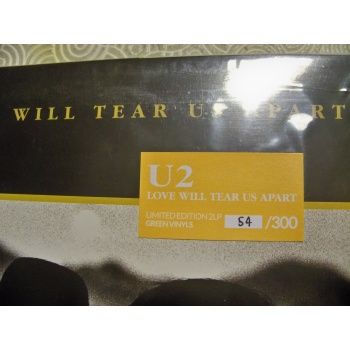 WILL TEAR US APART
U2
LOVE WILL TEAR US APART
LIMITED EDITION 2LP
GREEN VINYLS
54 /300